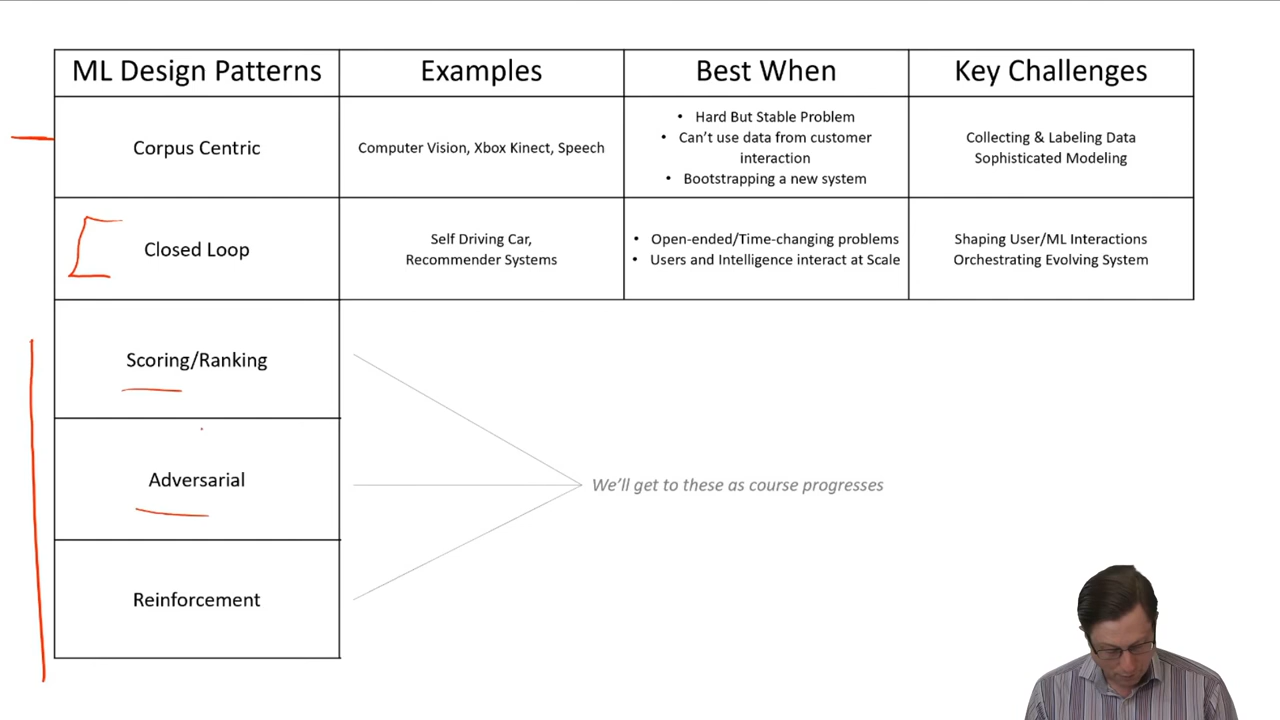 ML Design Patterns
Examples
Best When
Key Challenges
Corpus Centric
Computer Vision, Xbox Kinect, Speech
• Hard But Stable Problem
• Can’t use data from customer
interaction
• Bootstrapping a new system
Collecting & Labeling Data
Sophisticated Modeling
Closed Loop
Self Driving Car,
Recommender Systems
• Open-ended/Time-changing problems
• Users and Intelligence interact at Scale
Shaping User/ML Interactions
Orchestrating Evolving System
Scoring/Ranking
Adversarial
We’ll get to these as course progresses
Reinforcement